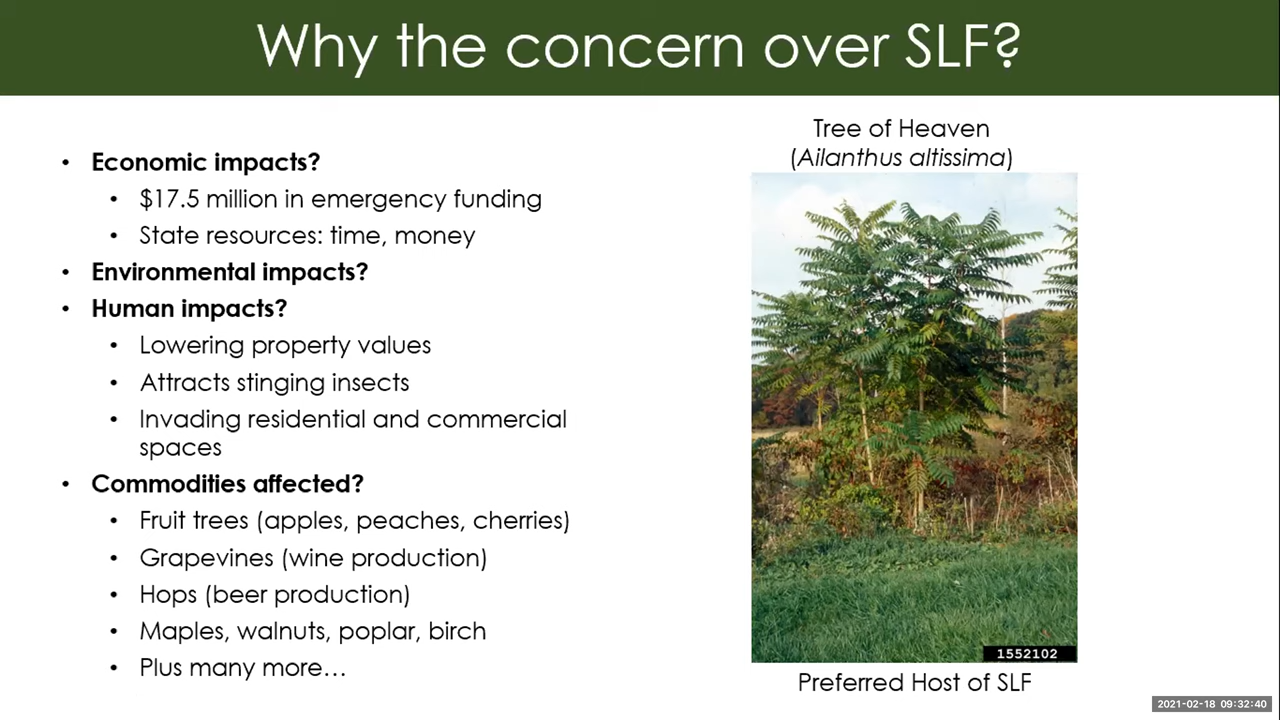 Why the concern over SLF?
• Economic impacts?
• $17.5 million in emergency funding
• State resources: time, money
• Environmental impacts?
• Human impacts?
• Lowering property values
• Attracts stinging insects
• Invading residential and commercial
spaces
• Commodities affected?
• Fruit trees (apples, peaches, cherries)
• Grapevines (wine production)
• Hops (beer production)
• Maples, walnuts, poplar, birch
• Plus many more…
Tree of Heaven
(Ailanthus altissima)
1552102
Preferred Host of SLF
2021-02-18 09:32:40